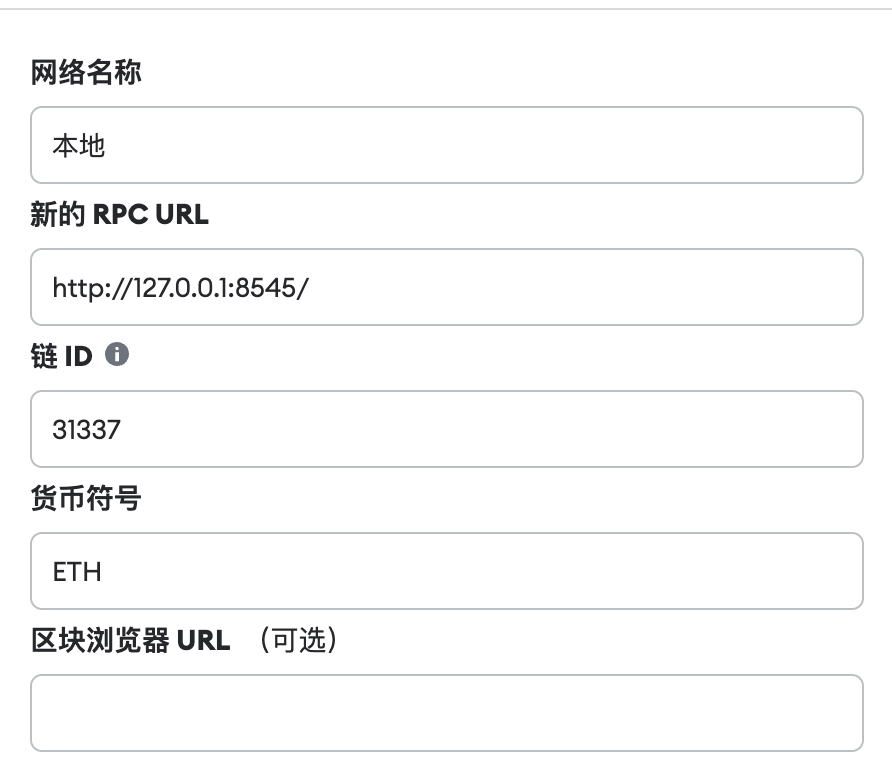 网络名称
本地
新的 RPC URL
http://127.0.0.1:8545/
链 ID
31337
货币符号
ETH
区块浏览器 URL （可选）